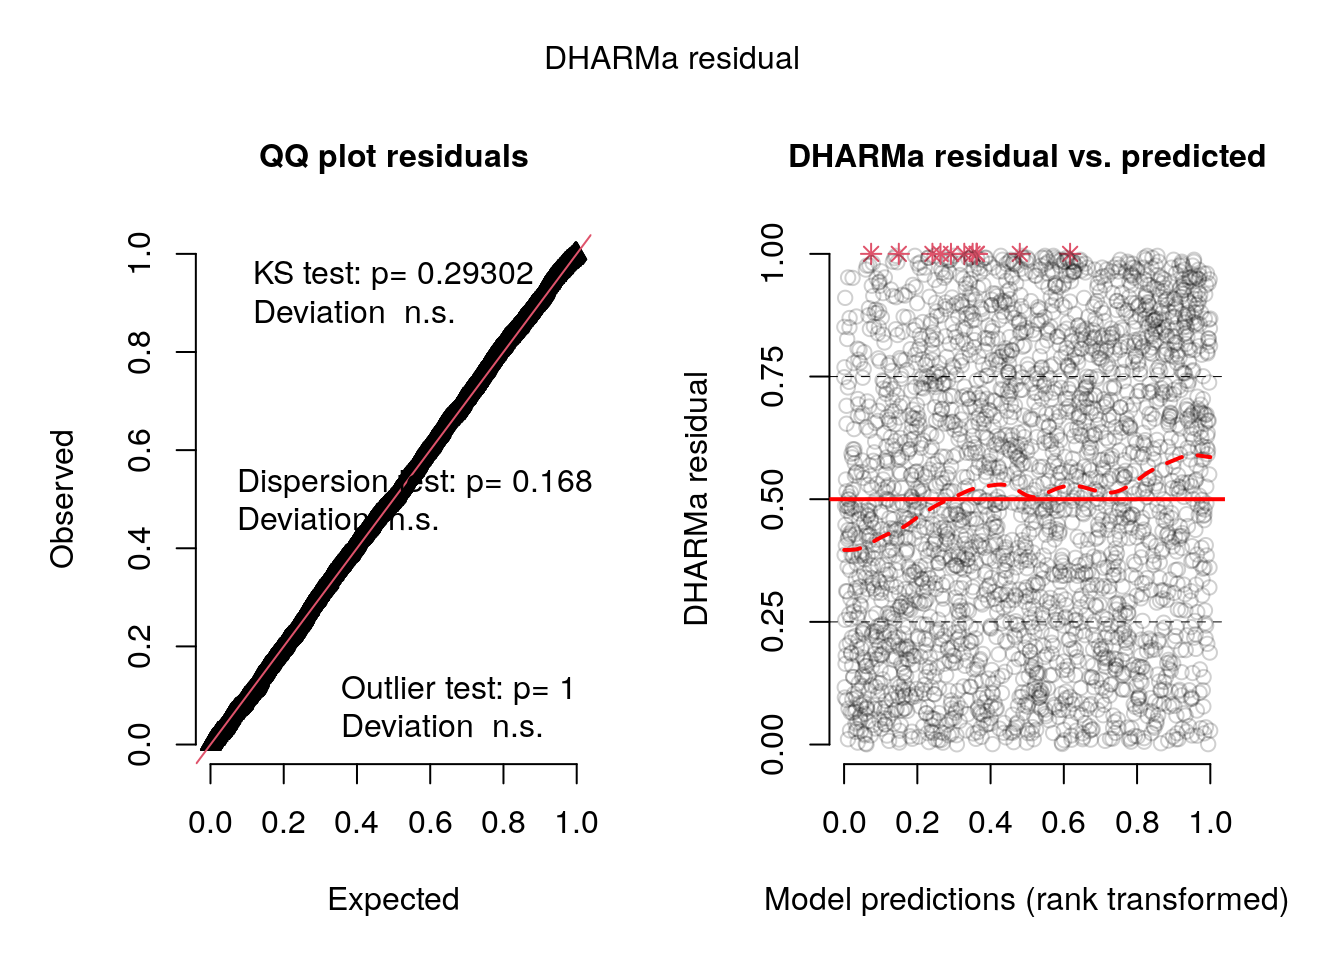 DHARMa residual
QQ plot residuals
KS test: p= 0.29302
Deviation n.s.
Dispersion test: p= 0.168
Deviation n.s.
Outlier test: p= 1
Deviation n.s.
Observed
0.0 0.2 0.4 0.6 0.8 1.0
0.0 0.2 0.4 0.6 0.8 1.0
Expected
DHARMa residual vs. predicted
DHARMa residual
0.00 0.25 0.50 0.75 1.00
0.0 0.2 0.4 0.6 0.8 1.0
Model predictions (rank transformed)